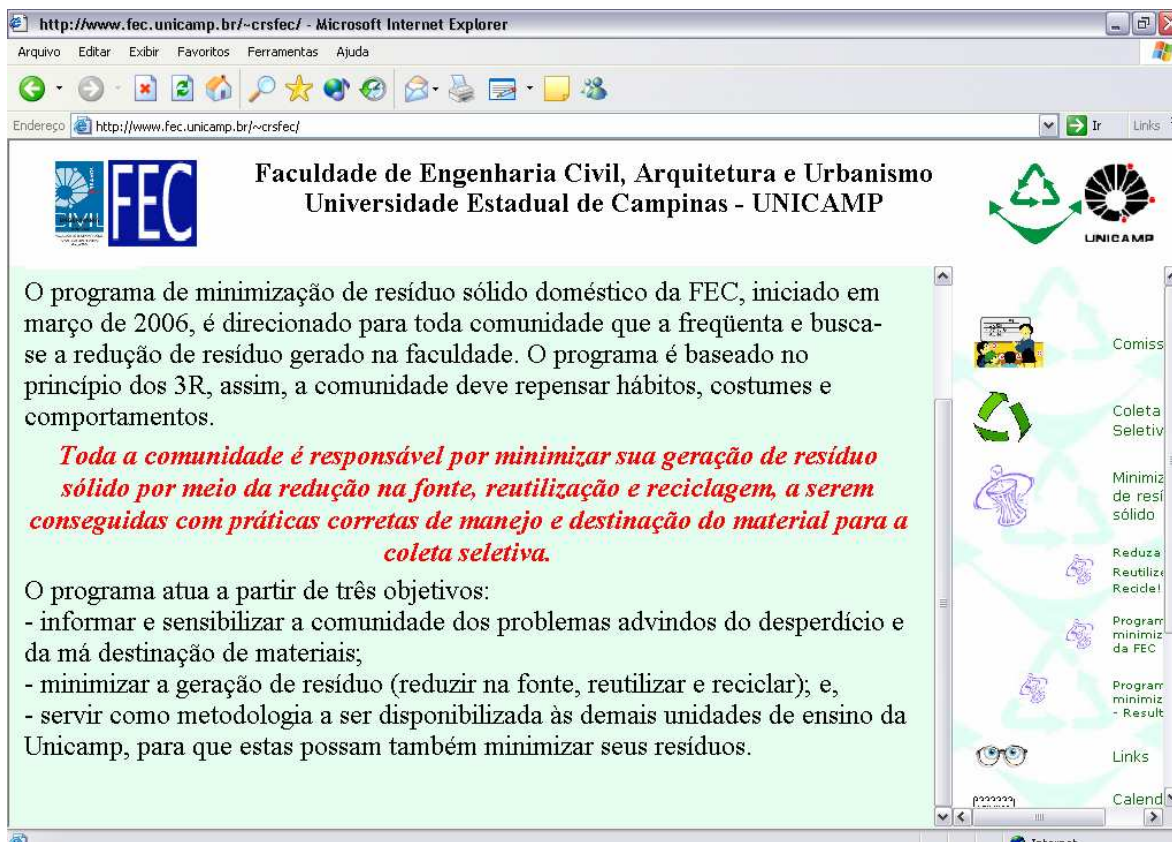 http://www.fec.unicamp.br/~crsfec/ - Microsoft Internet Explorer
Arquivo Editar Exibir Favoritos Ferramentas Ajuda
Endereço http://www.fec.unicamp.br/~crsfec/ Ir Links
CIVIL FEC
Faculdade de Engenharia Civil, Arquitetura e Urbanismo
Universidade Estadual de Campinas - UNICAMP
UNICAMP
O programa de minimização de resíduo sólido doméstico da FEC, iniciado em
março de 2006, é direcionado para toda comunidade que a freqüenta e busca-
se a redução de resíduo gerado na faculdade. O programa é baseado no
princípio dos 3R, assim, a comunidade deve repensar hábitos, costumes e
comportamentos.
Toda a comunidade é responsável por minimizar sua geração de resíduo
sólido por meio da redução na fonte, reutilização e reciclagem, a serem
conseguidas com práticas corretas de manejo e destinação do material para a
coleta seletiva.
O programa atua a partir de três objetivos:
- informar e sensibilizar a comunidade dos problemas advindos do desperdício e
da má destinação de materiais;
- minimizar a geração de resíduo (reduzir na fonte, reutilizar e reciclar); e,
- servir como metodologia a ser disponibilizada às demais unidades de ensino da
Unicamp, para que estas possam também minimizar seus resíduos.
Comiss
Coleta
Seletiv
Minimiz
de resí
sólido
Reduza
Reutilize
Recicle!
Program
minimiz
da FEC
Program
minimiz
- Result
Links
Calend
Internet